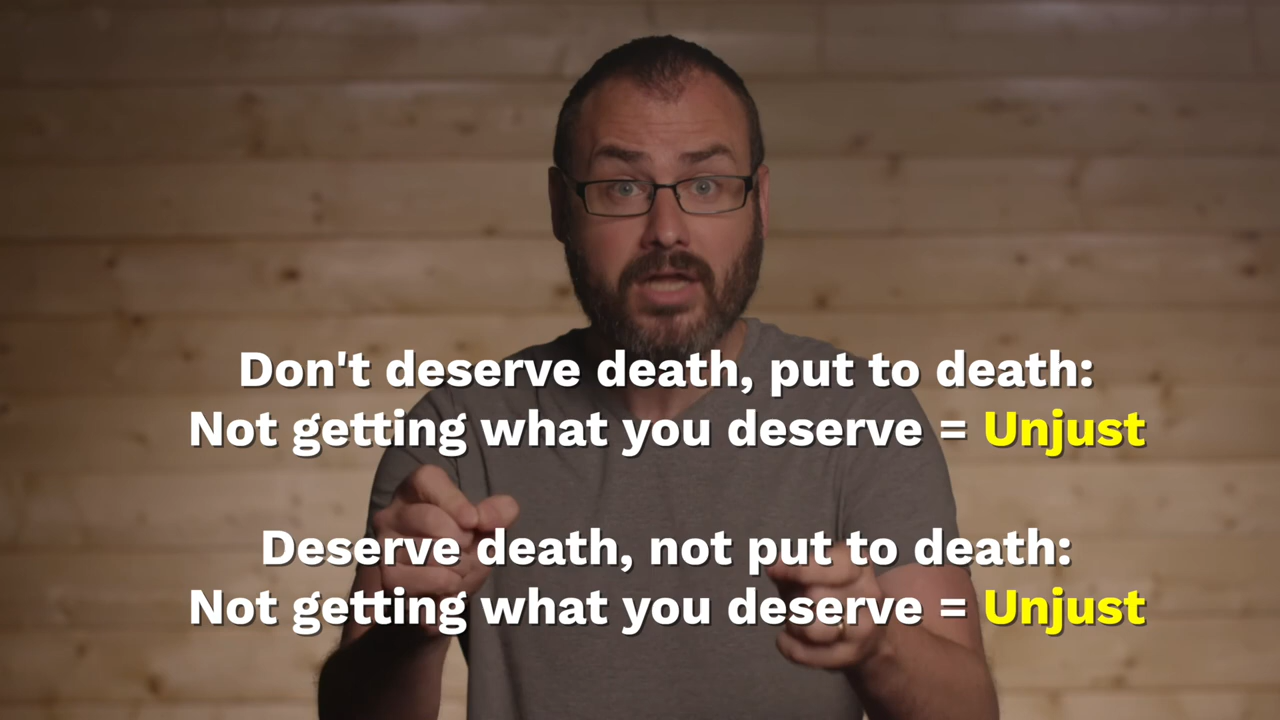 Don't deserve death, put to death:
Not getting what you deserve = Unjust
Deserve death, not put to death:
Not getting what you deserve = Unjust